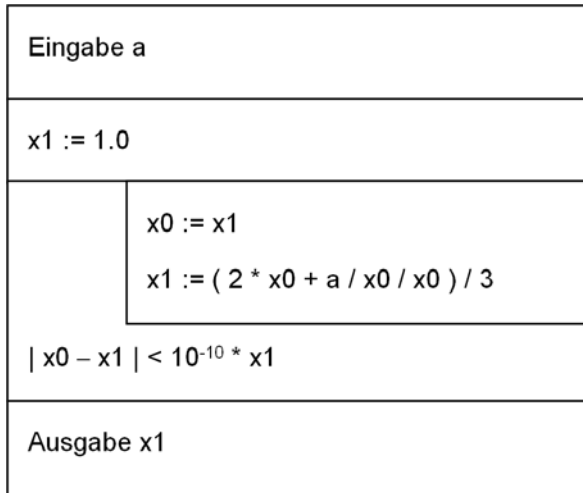 Eingabe a
x1 := 1.0
x0 := x1
x1 := ( 2 * x0 + a / x0 / x0 ) / 3
| x0 – x1 | < 10⁻¹⁰ * x1
Ausgabe x1